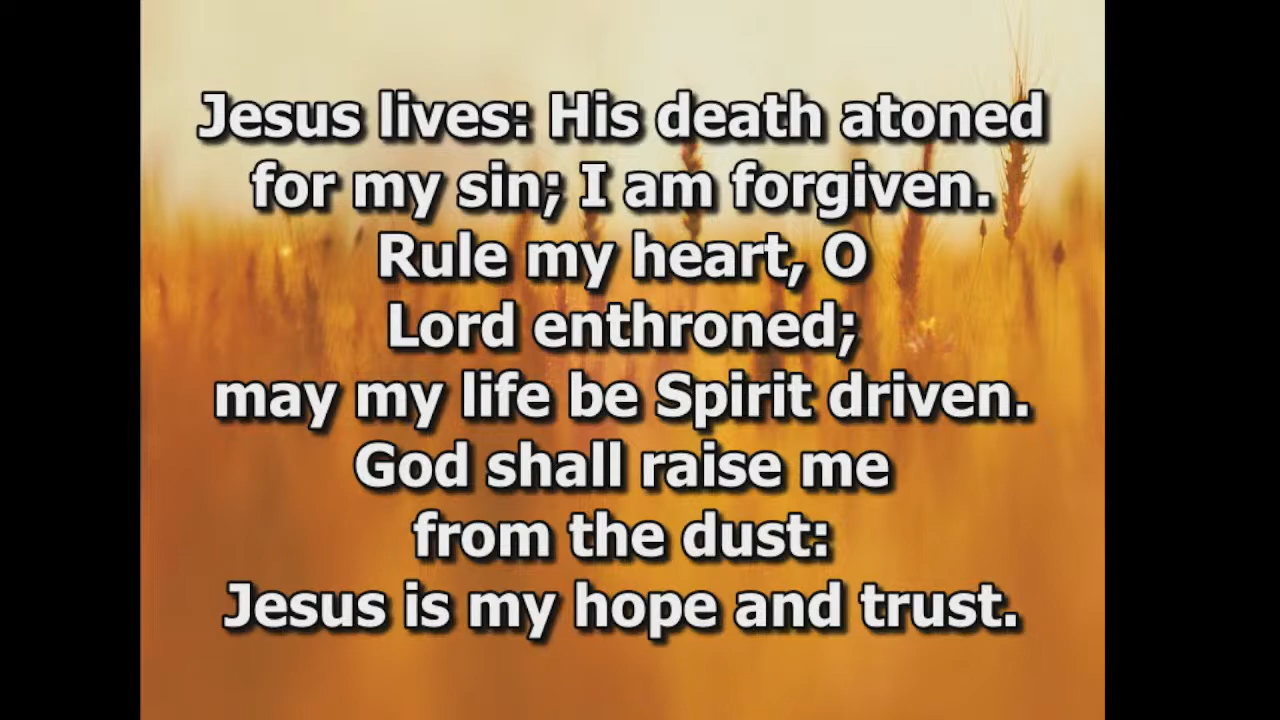 Jesus lives: His death atoned
for my sin; I am forgiven.
Rule my heart, O
Lord enthroned;
may my life be Spirit driven.
God shall raise me
from the dust:
Jesus is my hope and trust.